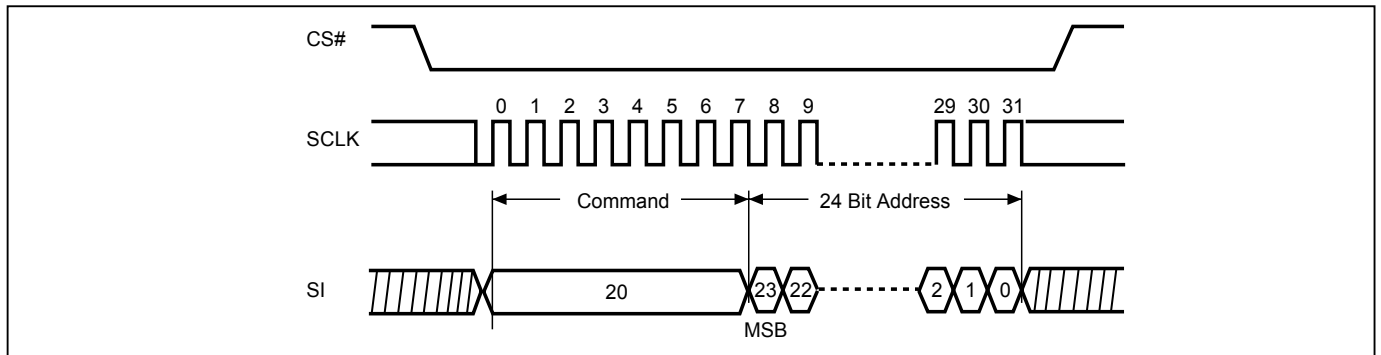 CS#
0 1 2 3 4 5 6 7 8 9 29 30 31
SCLK
Command 24 Bit Address
SI 20 23 22 2 1 0
MSB